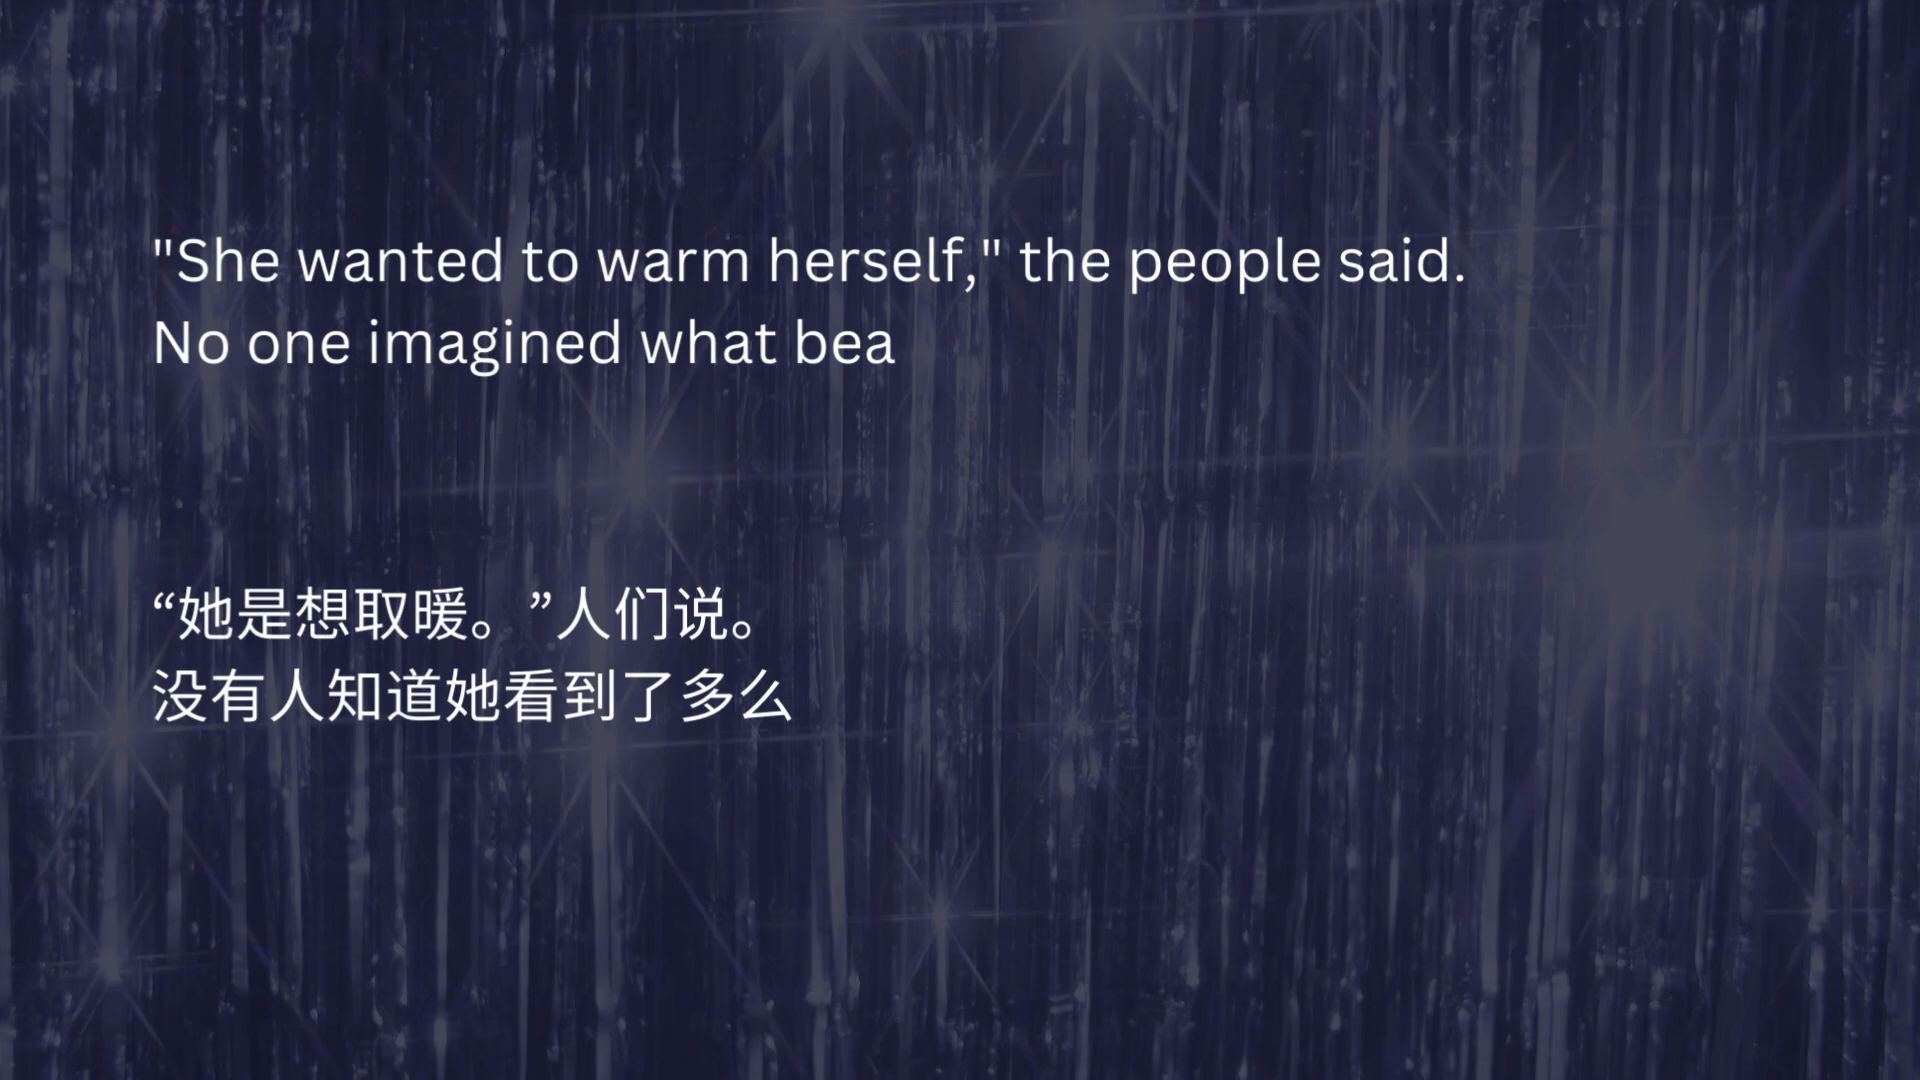 "She wanted to warm herself," the people said.
No one imagined what bea
“她是想取暖。”人们说。
没有人知道她看到了多么